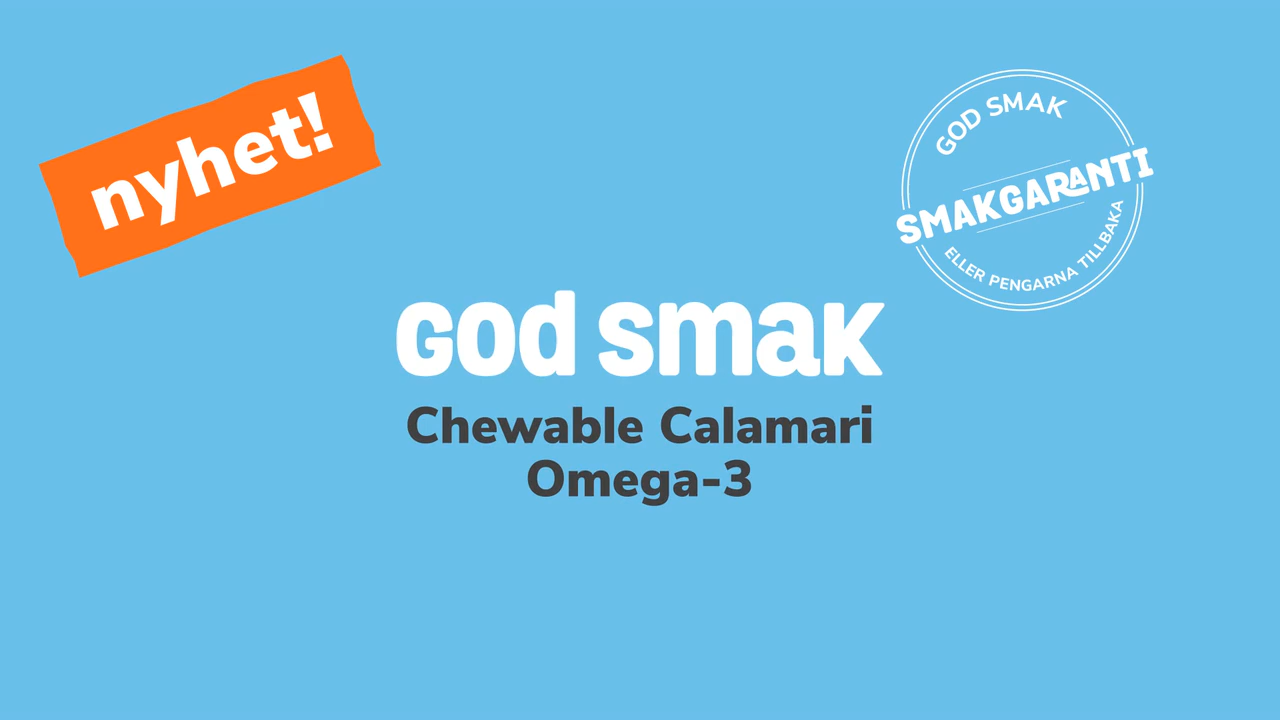 nyhet!
GOD SMAK
SMAKGARANTI
ELLER PENGARNA TILLBAKA
GOD SMAK
Chewable Calamari
Omega-3